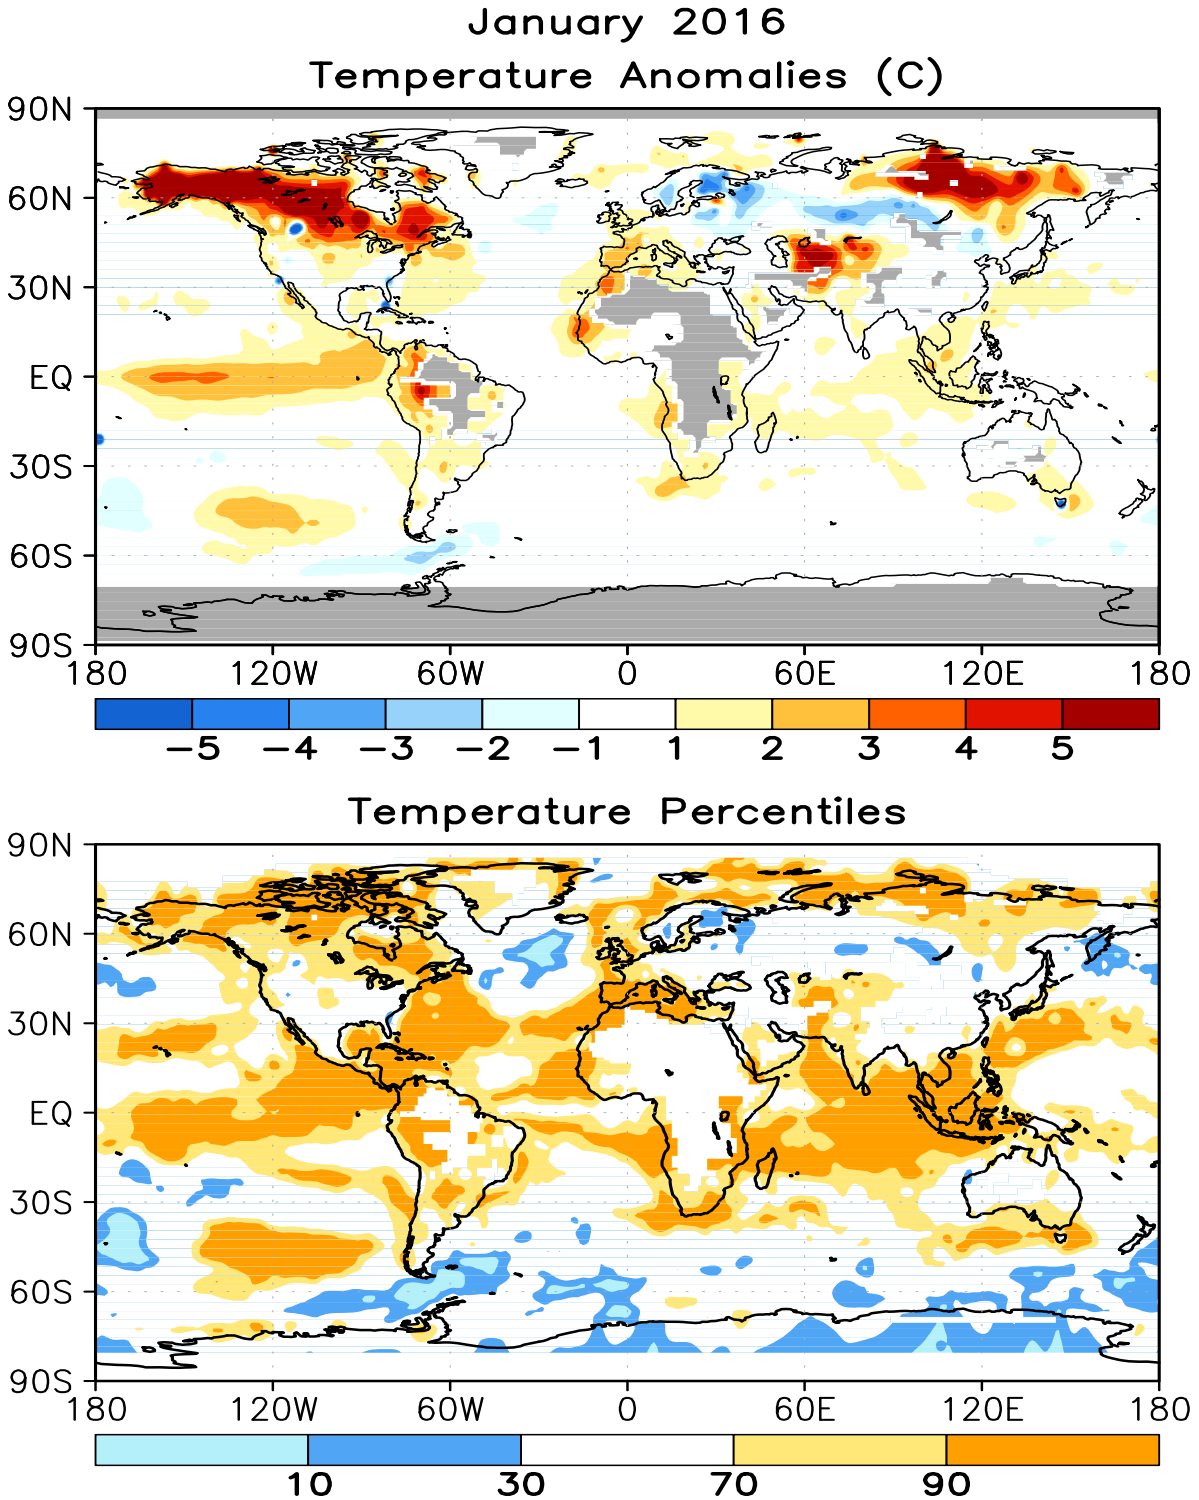 January 2016
Temperature Anomalies (C)
90N
60N
30N
EQ
30S
60S
90S
180 120W 60W 0 60E 120E 180
−5 −4 −3 −2 −1 1 2 3 4 5
Temperature Percentiles
90N
60N
30N
EQ
30S
60S
90S
180 120W 60W 0 60E 120E 180
10 30 70 90